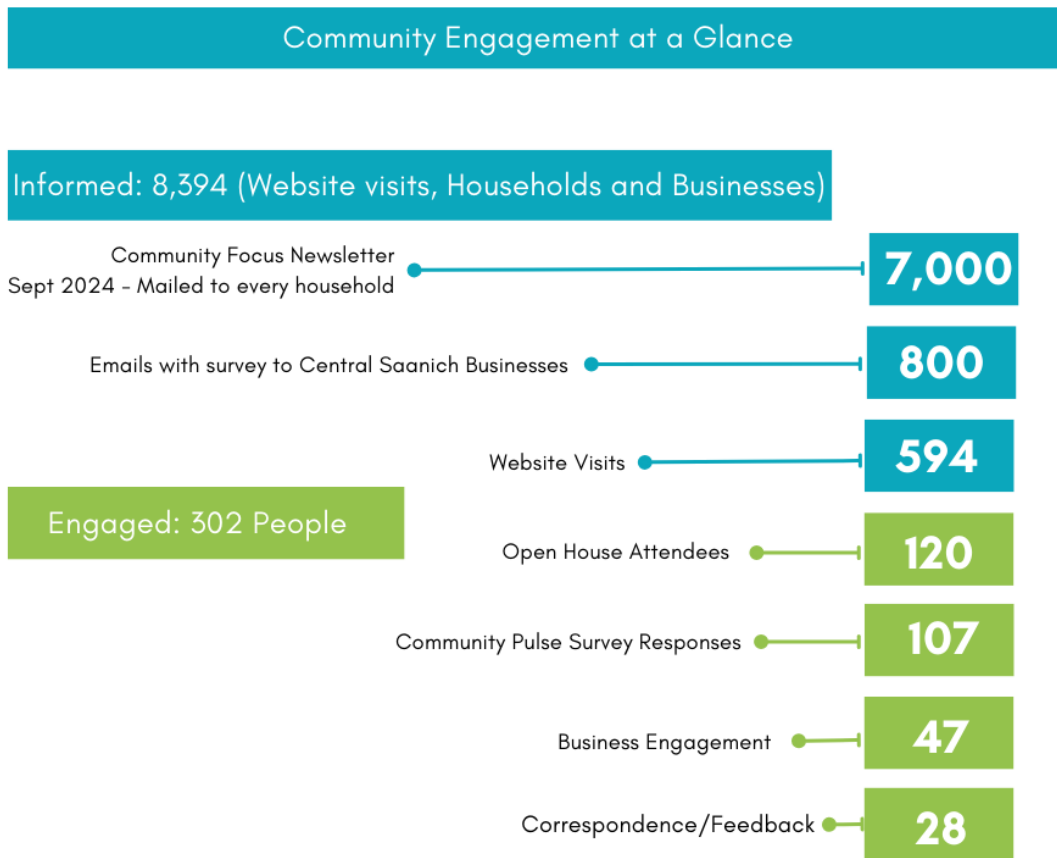 Community Engagement at a Glance
Informed: 8,394 (Website visits, Households and Businesses)
Community Focus Newsletter
Sept 2024 - Mailed to every household
7,000
Emails with survey to Central Saanich Businesses
800
Website Visits
594
Engaged: 302 People
Open House Attendees
120
Community Pulse Survey Responses
107
Business Engagement
47
Correspondence/Feedback
28